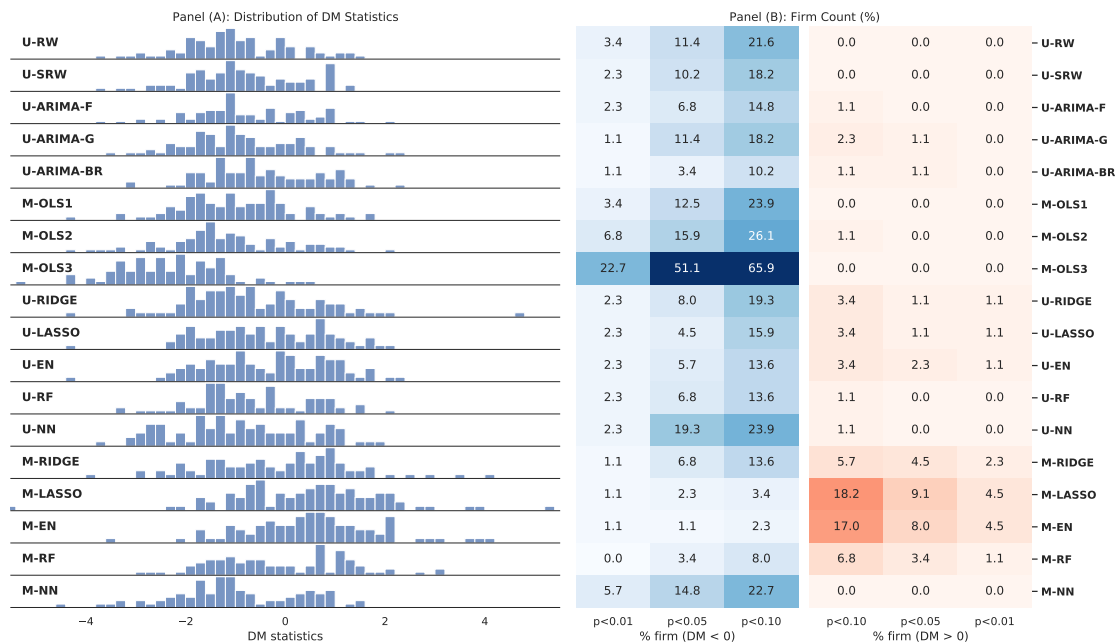 Panel (A): Distribution of DM Statistics
Panel (B): Firm Count (%)
U-RW 3.4 11.4 21.6 0.0 0.0 0.0 U-RW
U-SRW 2.3 10.2 18.2 0.0 0.0 0.0 U-SRW
U-ARIMA-F 2.3 6.8 14.8 1.1 0.0 0.0 U-ARIMA-F
U-ARIMA-G 1.1 11.4 18.2 2.3 1.1 0.0 U-ARIMA-G
U-ARIMA-BR 1.1 3.4 10.2 1.1 1.1 0.0 U-ARIMA-BR
M-OLS1 3.4 12.5 23.9 0.0 0.0 0.0 M-OLS1
M-OLS2 6.8 15.9 26.1 1.1 0.0 0.0 M-OLS2
M-OLS3 22.7 51.1 65.9 0.0 0.0 0.0 M-OLS3
U-RIDGE 2.3 8.0 19.3 3.4 1.1 1.1 U-RIDGE
U-LASSO 2.3 4.5 15.9 3.4 1.1 1.1 U-LASSO
U-EN 2.3 5.7 13.6 3.4 2.3 1.1 U-EN
U-RF 2.3 6.8 13.6 1.1 0.0 0.0 U-RF
U-NN 2.3 19.3 23.9 1.1 0.0 0.0 U-NN
M-RIDGE 1.1 6.8 13.6 5.7 4.5 2.3 M-RIDGE
M-LASSO 1.1 2.3 3.4 18.2 9.1 4.5 M-LASSO
M-EN 1.1 1.1 2.3 17.0 8.0 4.5 M-EN
M-RF 0.0 3.4 8.0 6.8 3.4 1.1 M-RF
M-NN 5.7 14.8 22.7 0.0 0.0 0.0 M-NN
−4 −2 0 2 4 p<0.01 p<0.05 p<0.10 p<0.10 p<0.05 p<0.01
DM statistics % firm (DM < 0) % firm (DM > 0)